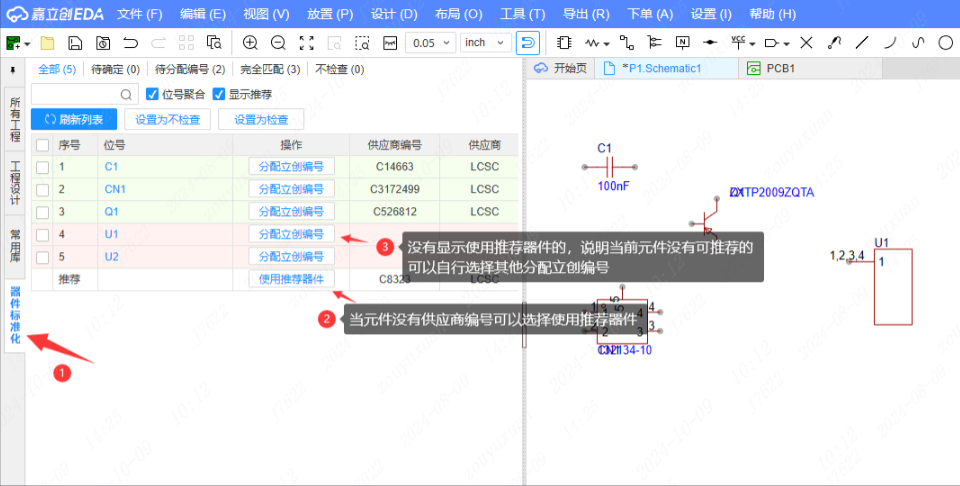 嘉立创EDA 文件 (F) 编辑 (E) 视图 (V) 放置 (P) 设计 (D) 布局 (O) 工具 (T) 导出 (R) 下单 (A) 设置 (I) 帮助 (H)
0.05 inch N VCC
全部 (5) 待确定 (0) 待分配编号 (2) 完全匹配 (3) 不检查 (0)
开始页 *P1.Schematic1 PCB1
位号聚合 显示推荐
刷新列表 设置为不检查 设置为检查
所有工程
工程设计
常用库
器件标准化
序号 位号 操作 供应商编号 供应商
1 C1 分配立创编号 C14663 LCSC
2 CN1 分配立创编号 C3172499 LCSC
3 Q1 分配立创编号 C526812 LCSC
4 U1 分配立创编号
5 U2 分配立创编号
推荐 使用推荐器件 C8323 LCSC
3 没有显示使用推荐器件的，说明当前元件没有可推荐的
可以自行选择其他分配立创编号
2 当元件没有供应商编号可以选择使用推荐器件
1
C1
100nF
U1
1,2,3,4 1